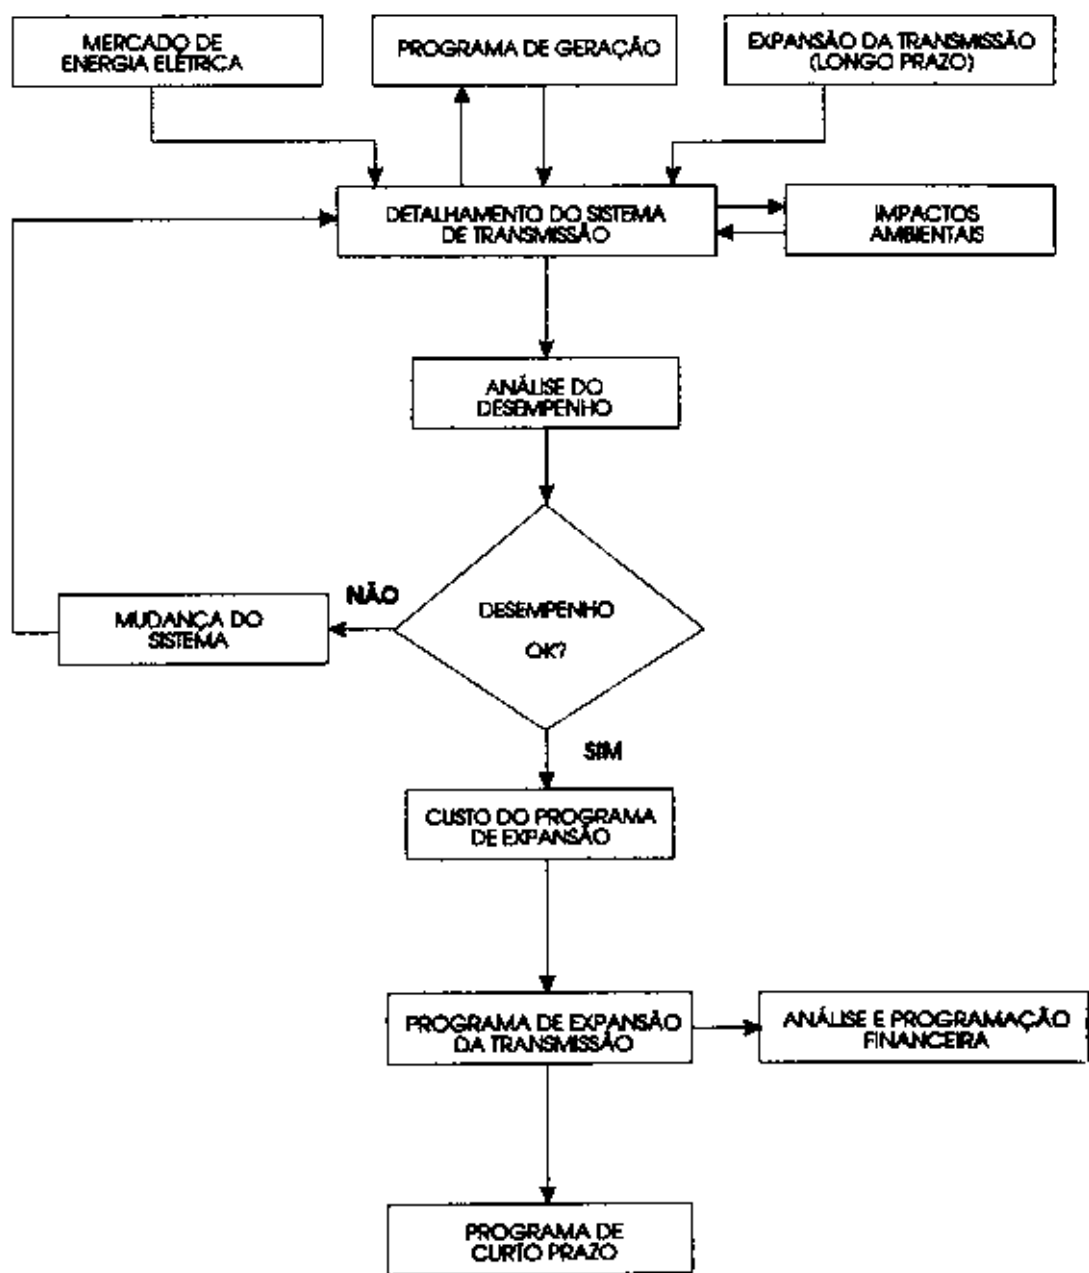 MERCADO DE
ENERGIA ELÉTRICA
PROGRAMA DE GERAÇÃO
EXPANSÃO DA TRANSMISSÃO
(LONGO PRAZO)
DETALHAMENTO DO SISTEMA
DE TRANSMISSÃO
IMPACTOS
AMBIENTAIS
ANÁLISE DO
DESEMPENHO
NÃO
MUDANÇA DO
SISTEMA
DESEMPENHO
OK?
SIM
CUSTO DO PROGRAMA
DE EXPANSÃO
PROGRAMA DE EXPANSÃO
DA TRANSMISSÃO
ANÁLISE E PROGRAMAÇÃO
FINANCEIRA
PROGRAMA DE
CURTO PRAZO